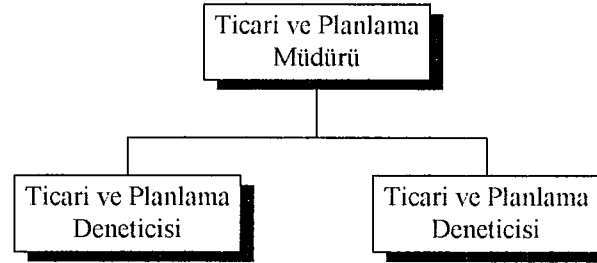 Ticari ve Planlama
Müdürü
Ticari ve Planlama
Deneticisi
Ticari ve Planlama
Deneticisi